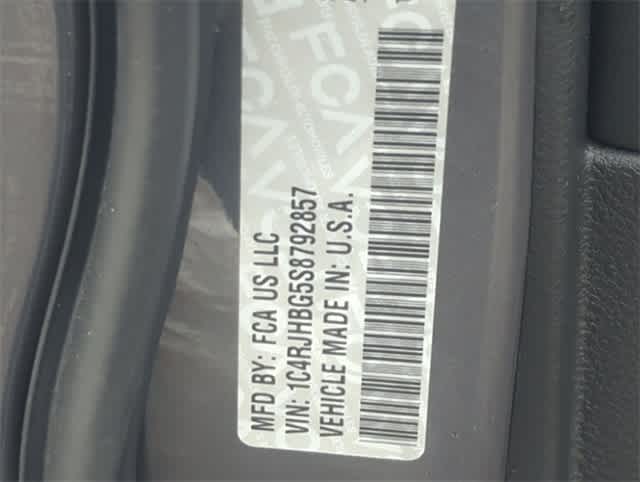 MFD BY: FCA US LLC
VIN: 1C4RJHBG5S8792857
VEHICLE MADE IN: U.S.A.